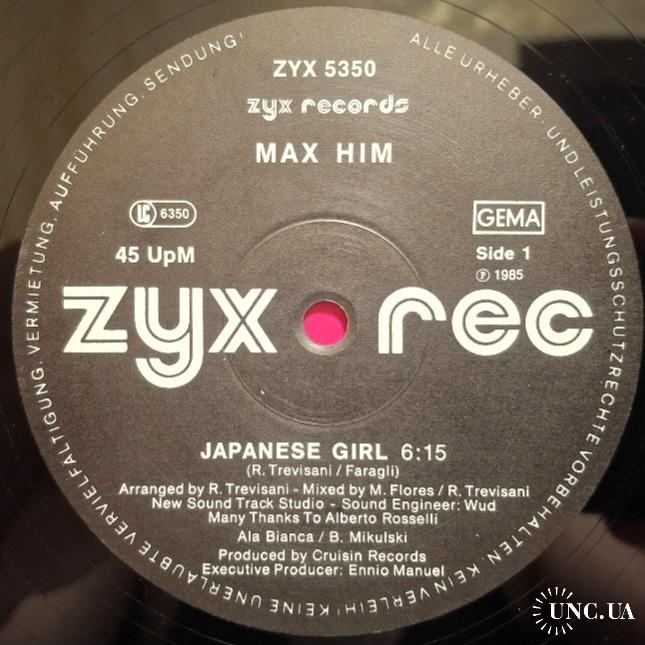 ZYX 5350
zyx records
MAX HIM
LC 6350
GEMA
45 UpM
Side 1
℗ 1985
zyx rec
JAPANESE GIRL 6:15
(R. Trevisani / Faragli)
Arranged by R. Trevisani - Mixed by M. Flores / R. Trevisani
New Sound Track Studio - Sound Engineer: Wud
Many Thanks To Alberto Rosselli
Ala Bianca / B. Mikulski
Produced by Cruisin Records
Executive Producer: Ennio Manuel
ALLE URHEBER. UND LEISTUNGSSCHUTZRECHTE VORBEHALTEN. KEIN VERLEIH! KEINE UNERLAUBTE VERVIELFÄLTIGUNG. VERMIETUNG. AUFFÜHRUNG. SENDUNG!
UNC.UA